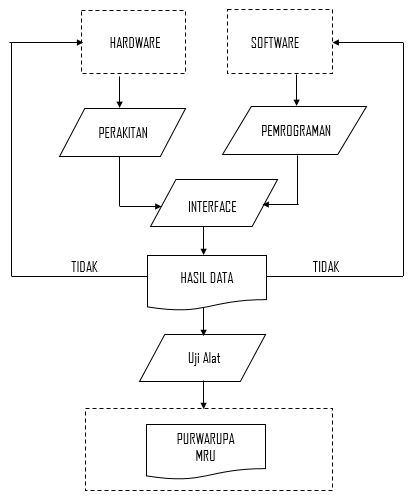 HARDWARE
SOFTWARE
PERAKITAN
PEMROGRAMAN
INTERFACE
TIDAK
HASIL DATA
TIDAK
Uji Alat
PURWARUPA
MRU